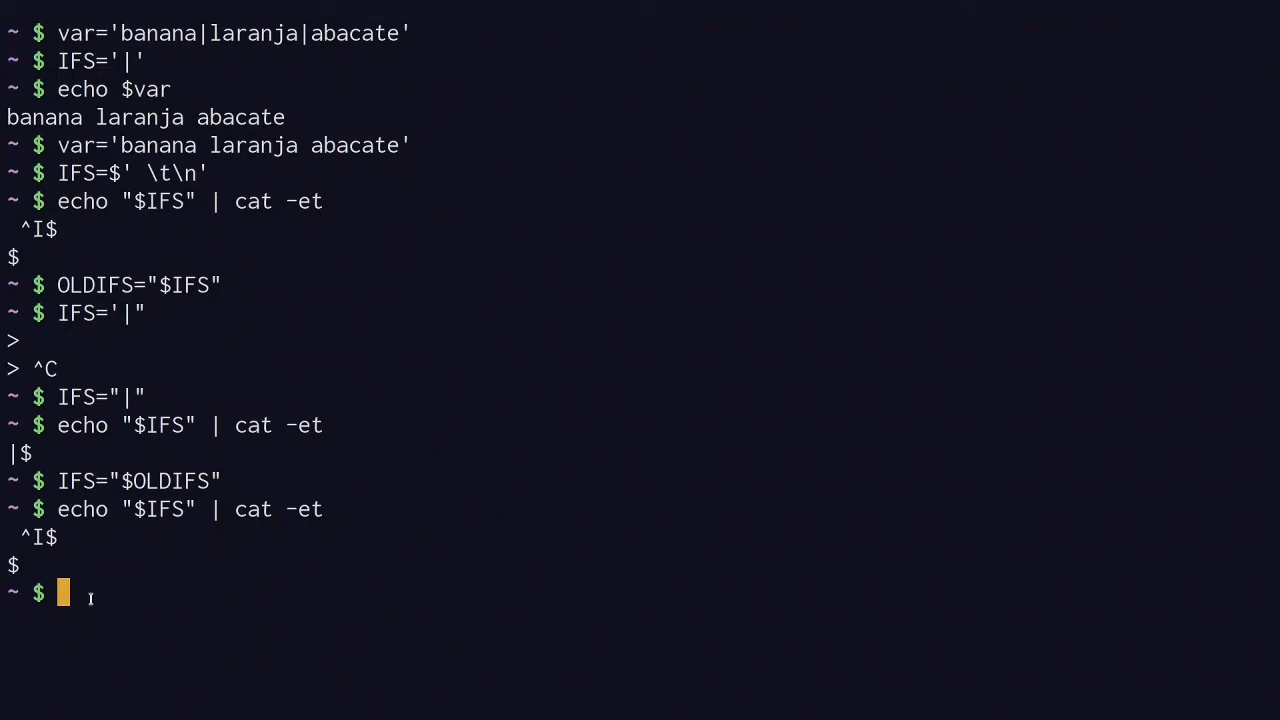 ~ $ var='banana|laranja|abacate'
~ $ IFS='|'
~ $ echo $var
banana laranja abacate
~ $ var='banana laranja abacate'
~ $ IFS=$' \t\n'
~ $ echo "$IFS" | cat -et
 ^I$
$
~ $ OLDIFS="$IFS"
~ $ IFS='|"
>
> ^C
~ $ IFS="|"
~ $ echo "$IFS" | cat -et
|$
~ $ IFS="$OLDIFS"
~ $ echo "$IFS" | cat -et
 ^I$
$
~ $